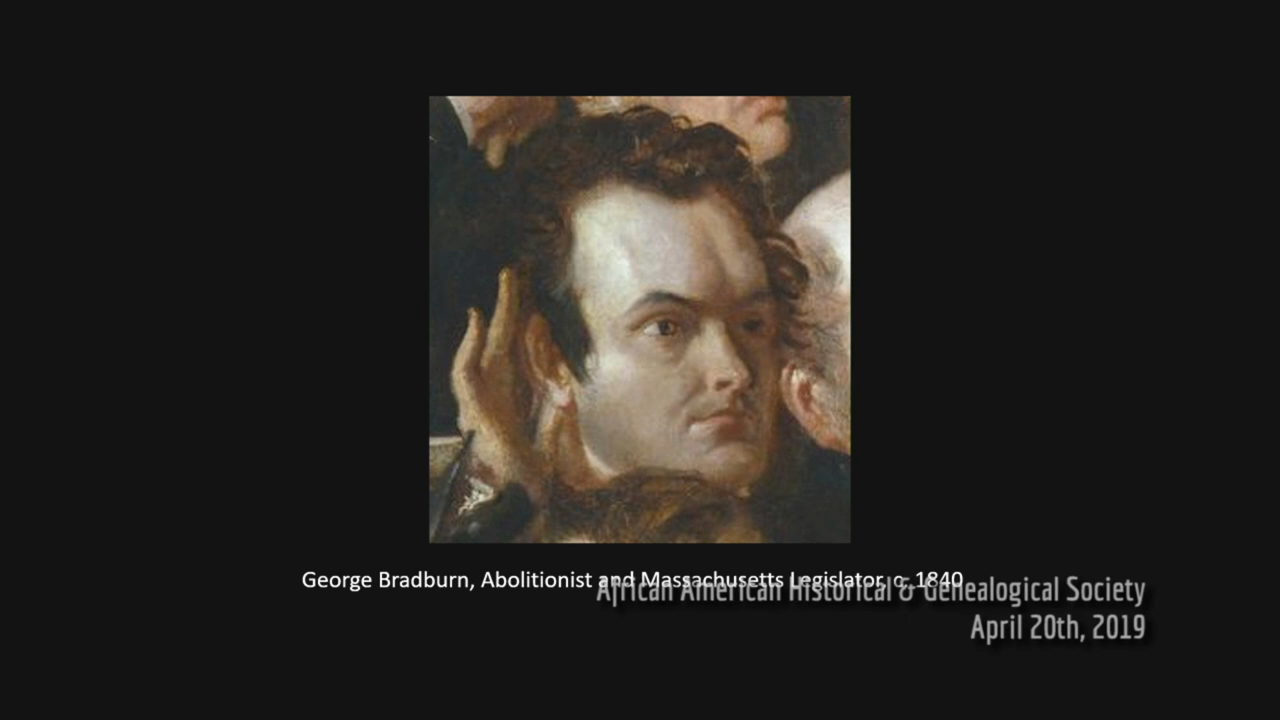 George Bradburn, Abolitionist and Massachusetts Legislator, c. 1840
African American Historical & Genealogical Society
April 20th, 2019